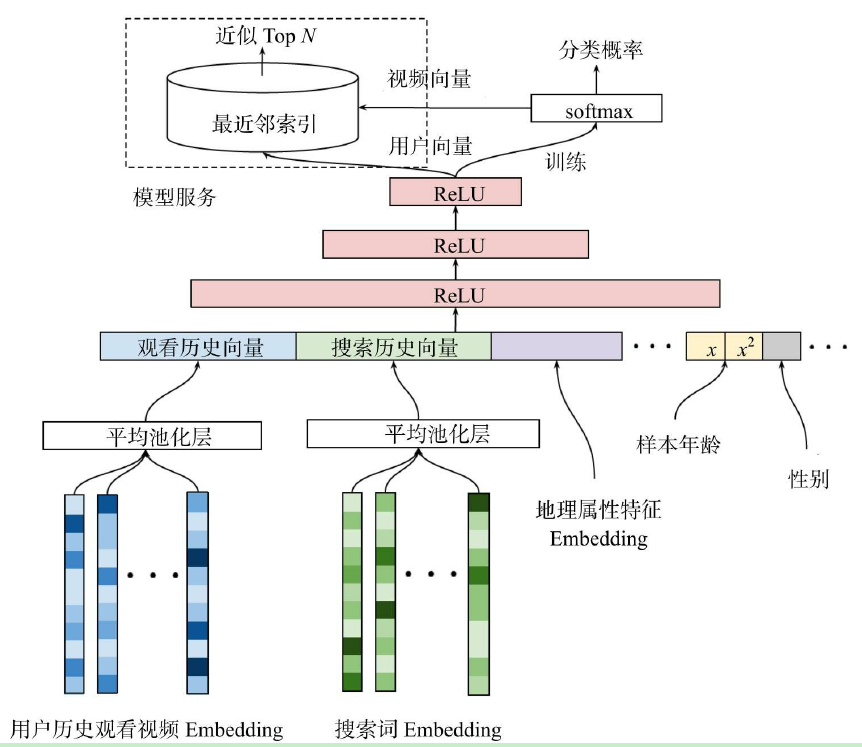 近似 Top N
分类概率
视频向量
softmax
最近邻索引
用户向量
训练
模型服务
ReLU
ReLU
ReLU
观看历史向量
搜索历史向量
x
x²
平均池化层
平均池化层
样本年龄
性别
地理属性特征
Embedding
用户历史观看视频 Embedding
搜索词 Embedding